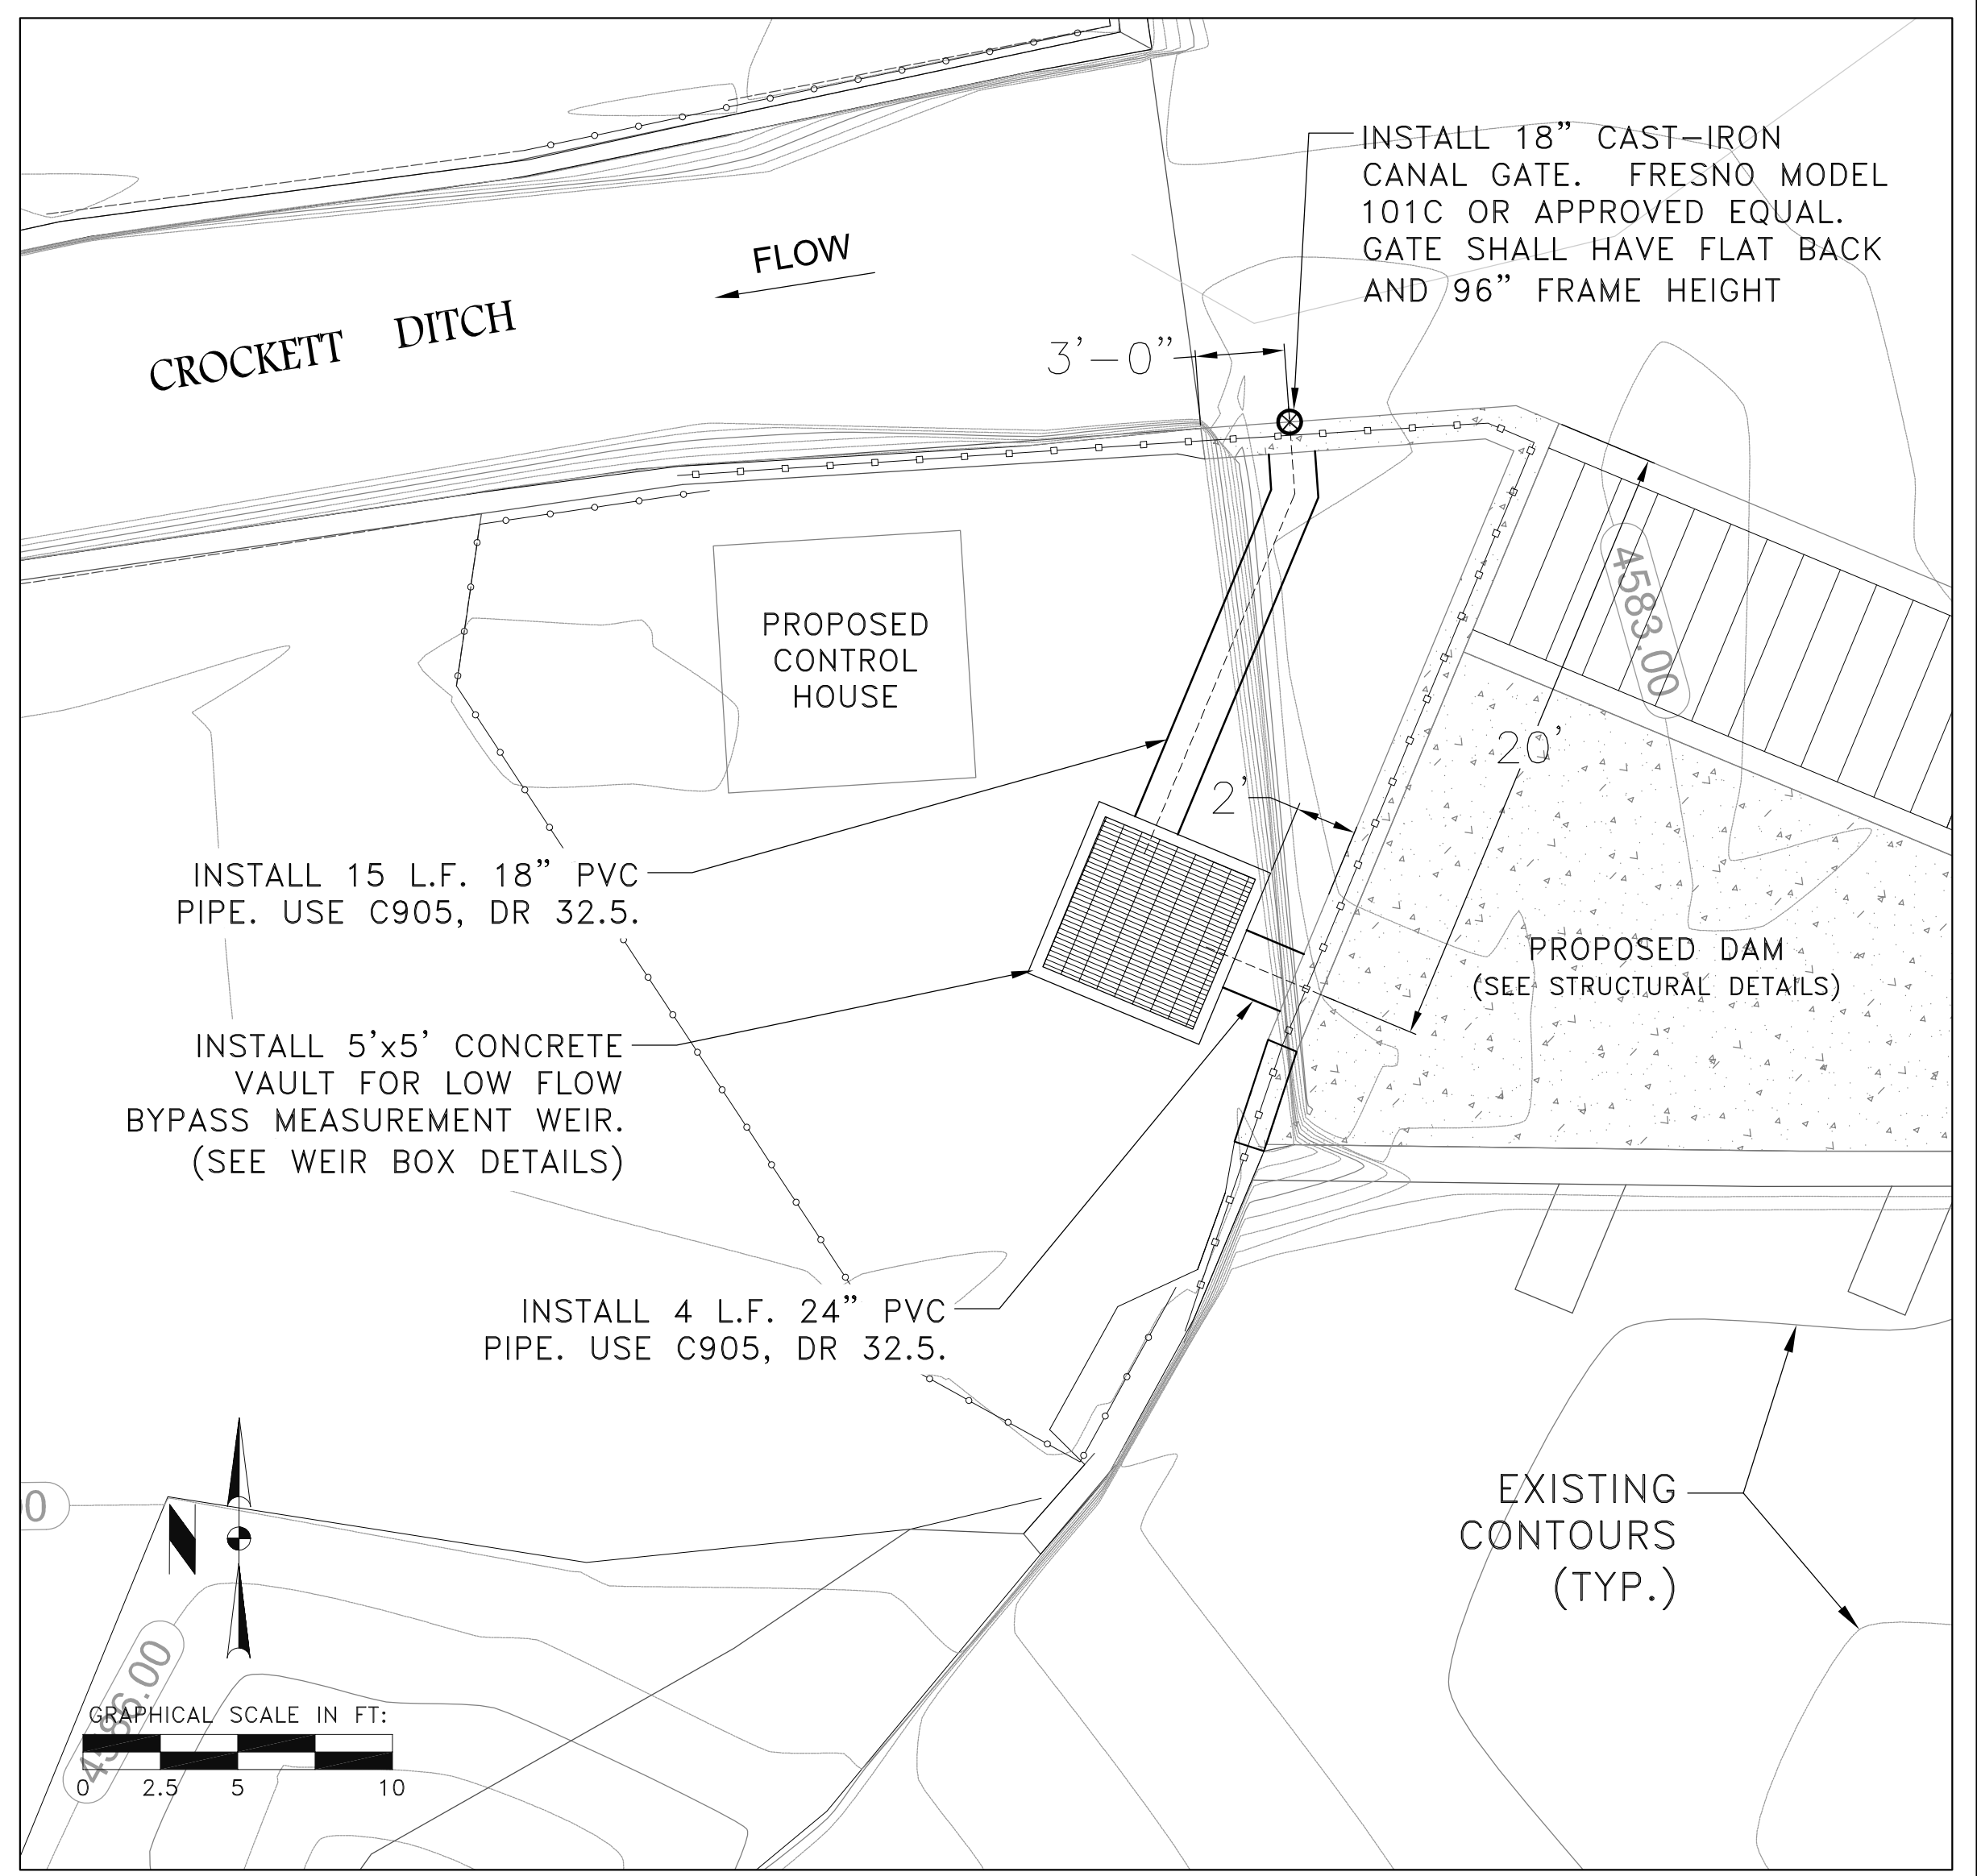 INSTALL 18” CAST-IRON
CANAL GATE. FRESNO MODEL
101C OR APPROVED EQUAL.
GATE SHALL HAVE FLAT BACK
AND 96” FRAME HEIGHT
FLOW
CROCKETT DITCH
3'-0”
PROPOSED
CONTROL
HOUSE
4583.00
20'
2'
INSTALL 15 L.F. 18” PVC
PIPE. USE C905, DR 32.5.
PROPOSED DAM
(SEE STRUCTURAL DETAILS)
INSTALL 5'x5' CONCRETE
VAULT FOR LOW FLOW
BYPASS MEASUREMENT WEIR.
(SEE WEIR BOX DETAILS)
INSTALL 4 L.F. 24” PVC
PIPE. USE C905, DR 32.5.
EXISTING
CONTOURS
(TYP.)
0
N
4586.00
GRAPHICAL SCALE IN FT:
0 2.5 5 10